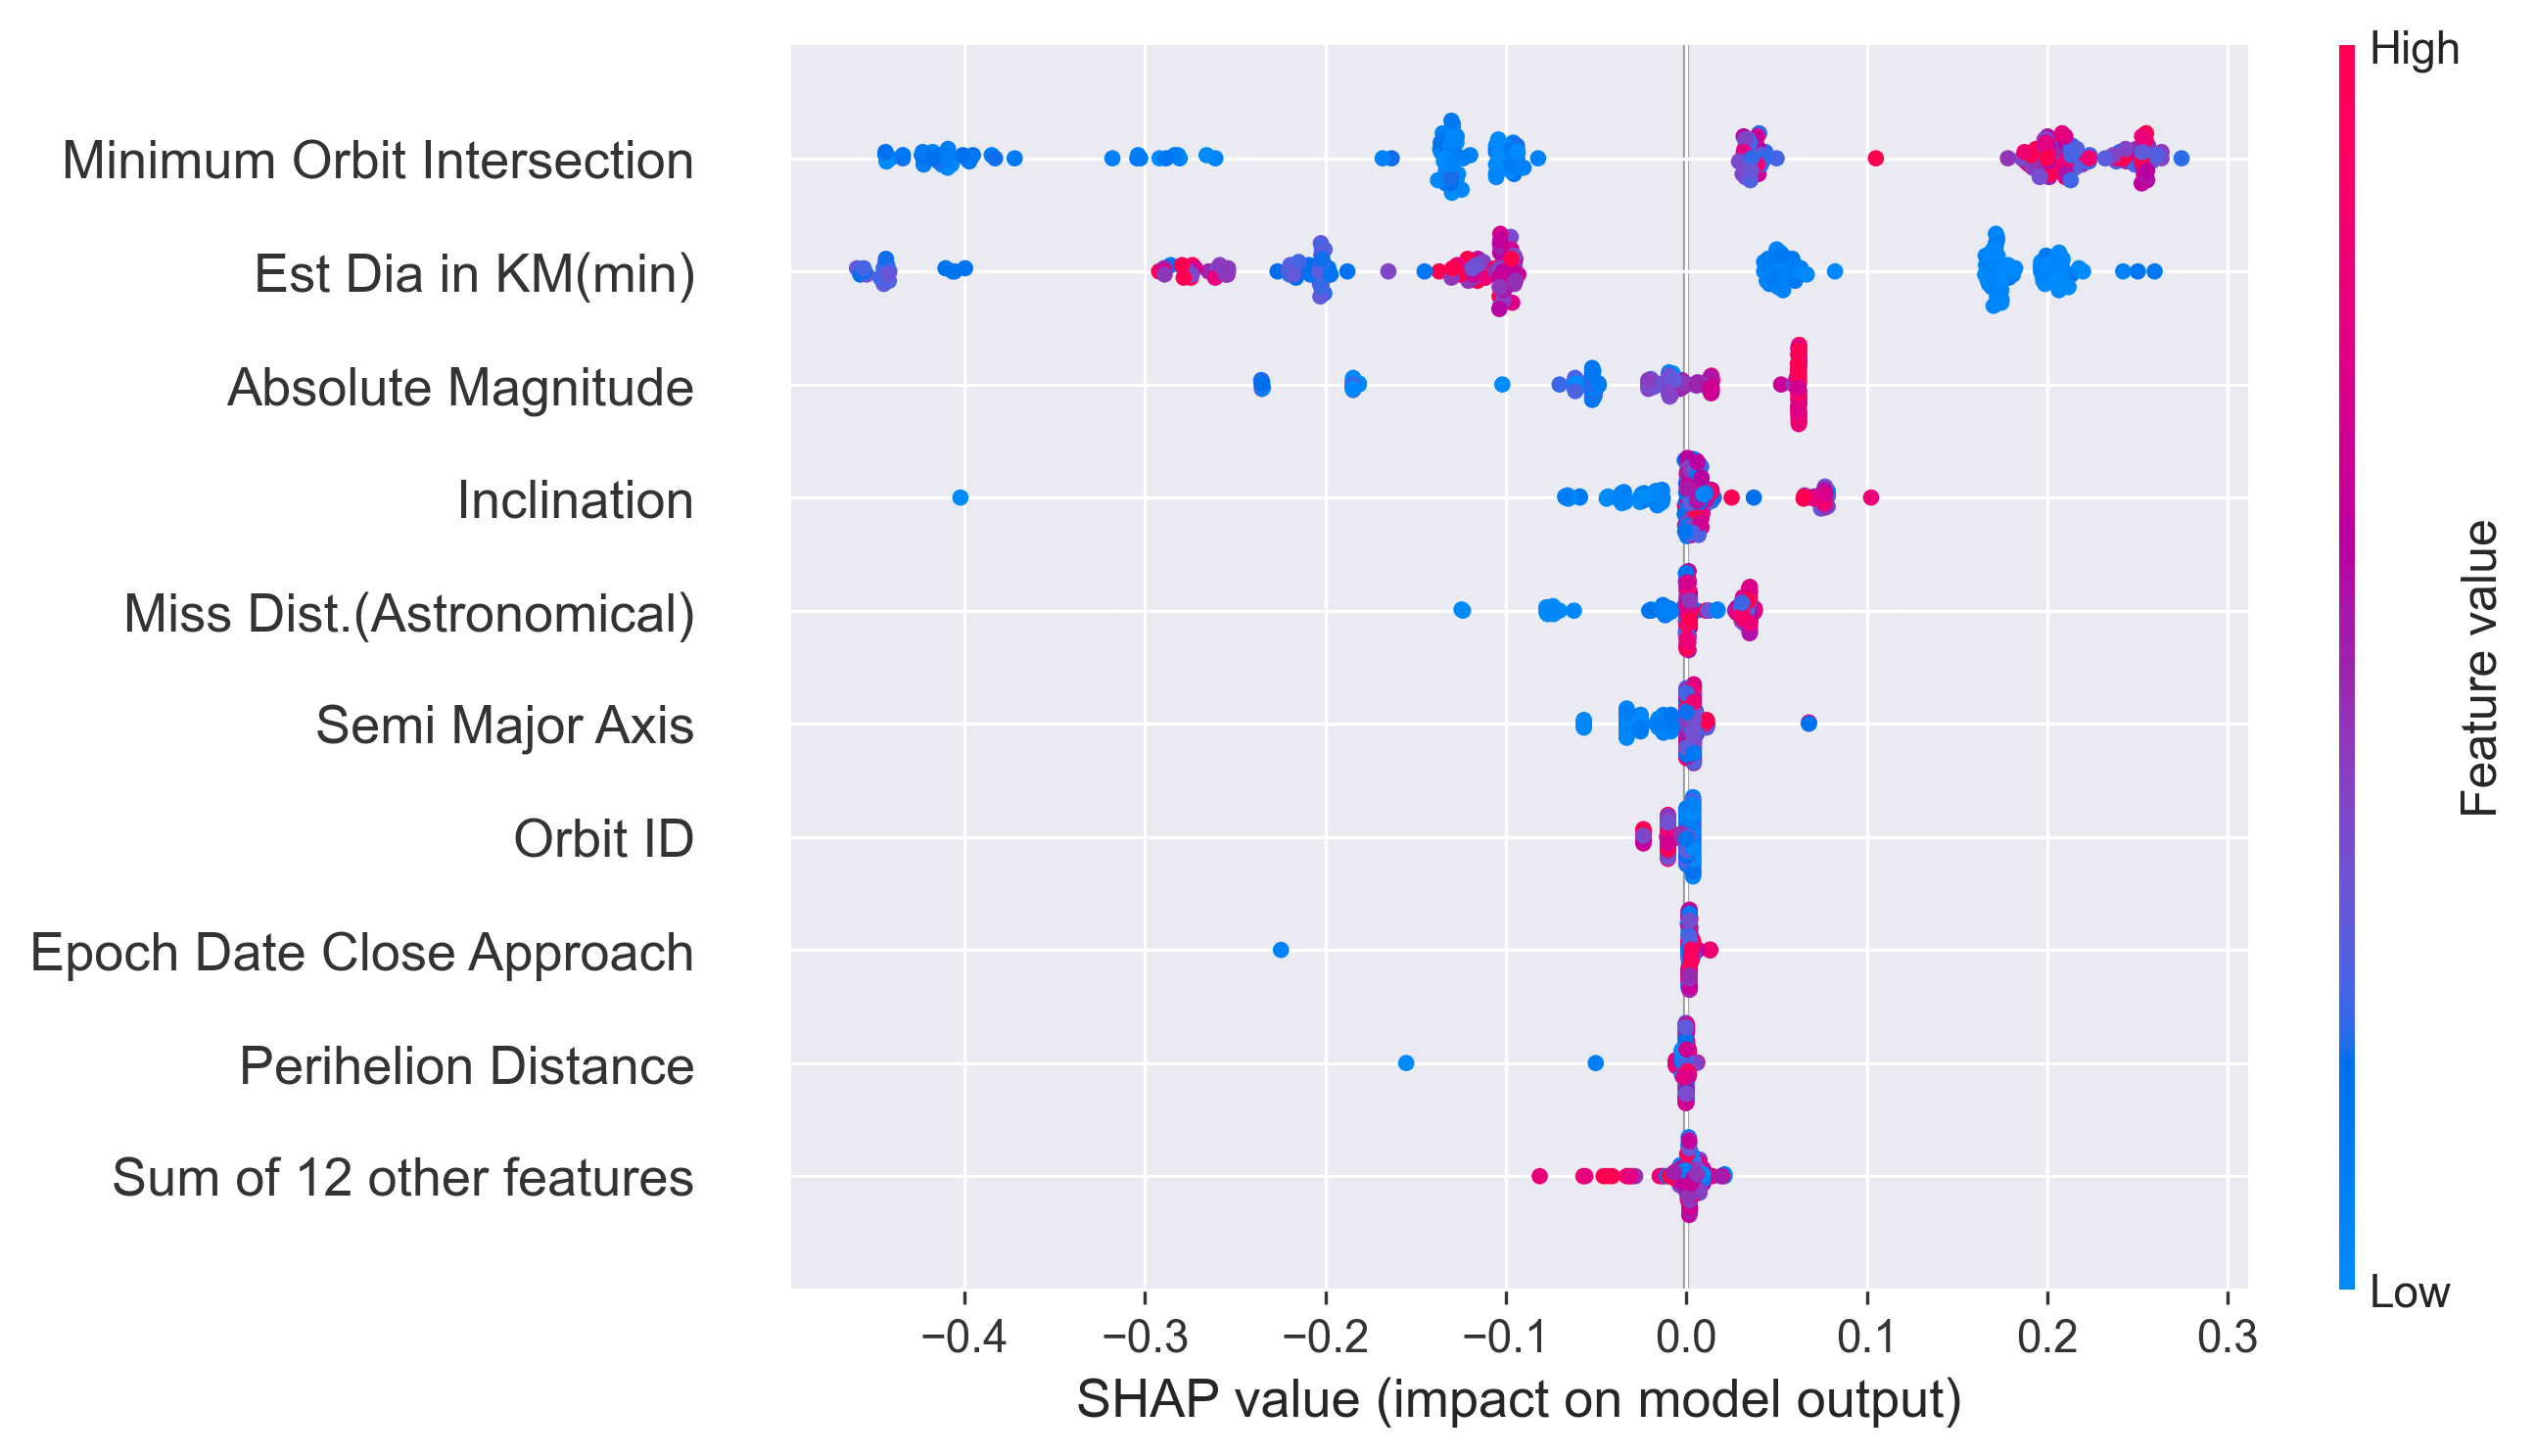 High
Minimum Orbit Intersection
Est Dia in KM(min)
Absolute Magnitude
Inclination
Miss Dist.(Astronomical)
Semi Major Axis
Orbit ID
Epoch Date Close Approach
Perihelion Distance
Sum of 12 other features
Feature value
Low
−0.4 −0.3 −0.2 −0.1 0.0 0.1 0.2 0.3
SHAP value (impact on model output)